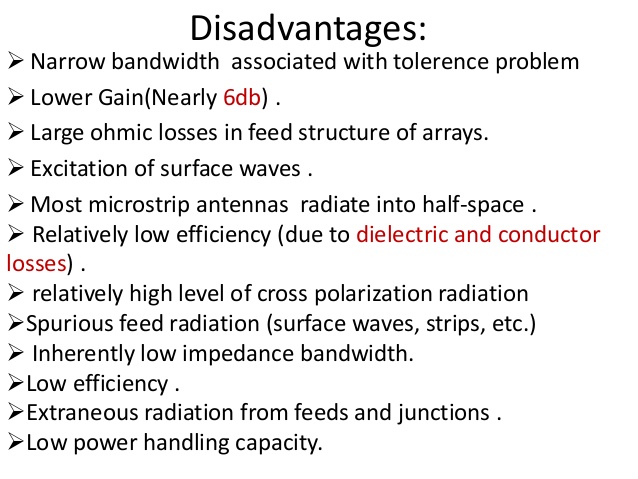 Disadvantages:
➢ Narrow bandwidth  associated with tolerence problem
➢ Lower Gain(Nearly 6db) .
➢ Large ohmic losses in feed structure of arrays.
➢ Excitation of surface waves .
➢ Most microstrip antennas  radiate into half-space .
➢ Relatively low efficiency (due to dielectric and conductor
losses) .
➢ relatively high level of cross polarization radiation
➢Spurious feed radiation (surface waves, strips, etc.)
➢ Inherently low impedance bandwidth.
➢Low efficiency .
➢Extraneous radiation from feeds and junctions .
➢Low power handling capacity.